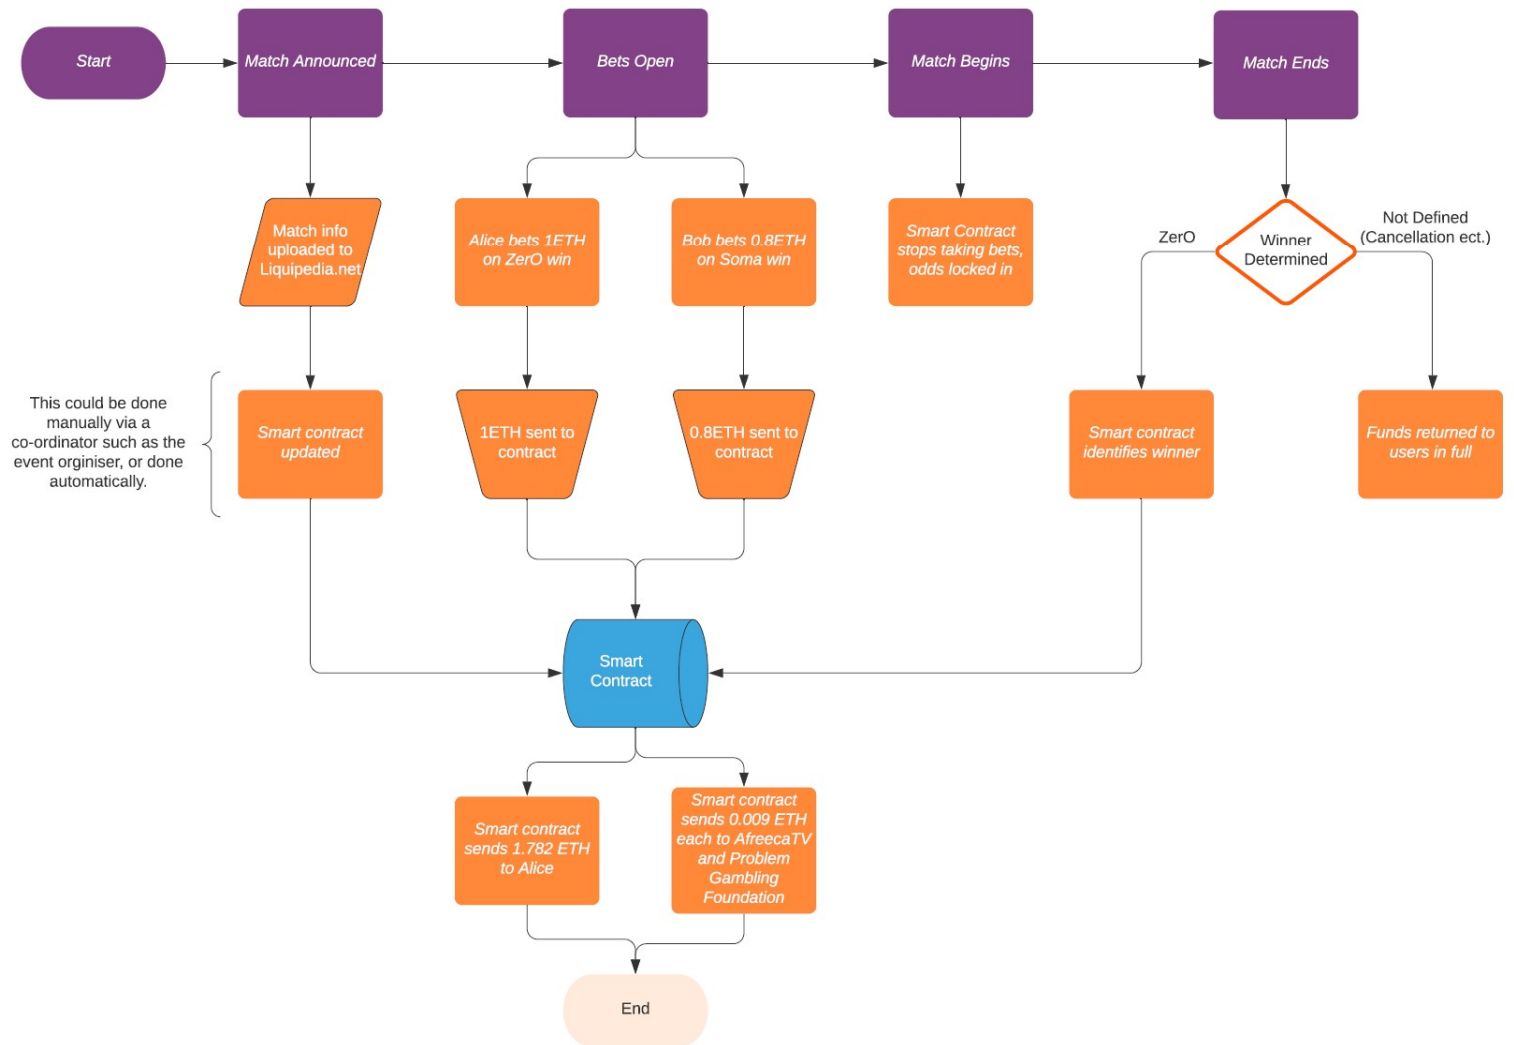 Start
Match Announced
Bets Open
Match Begins
Match Ends
Match info
uploaded to
Liquipedia.net
Alice bets 1ETH
on ZerO win
Bob bets 0.8ETH
on Soma win
Smart Contract
stops taking bets,
odds locked in
ZerO
Winner
Determined
Not Defined
(Cancellation ect.)
This could be done
manually via a
co-ordinator such as the
event orginiser, or done
automatically.
Smart contract
updated
1ETH sent to
contract
0.8ETH sent to
contract
Smart contract
identifies winner
Funds returned to
users in full
Smart
Contract
Smart contract
sends 1.782 ETH
to Alice
Smart contract
sends 0.009 ETH
each to AfreecaTV
and Problem
Gambling
Foundation
End